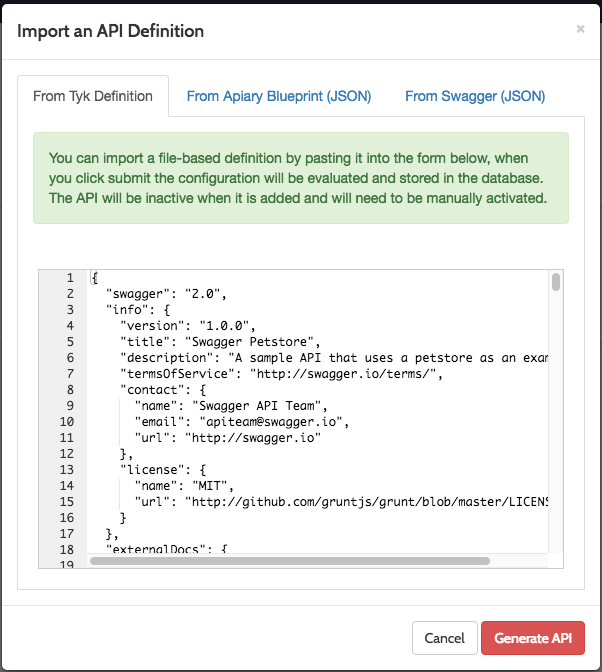 Import an API Definition
×
From Tyk Definition
From Apiary Blueprint (JSON)
From Swagger (JSON)
You can import a file-based definition by pasting it into the form below, when
you click submit the configuration will be evaluated and stored in the database.
The API will be inactive when it is added and will need to be manually activated.
1 {
2 "swagger": "2.0",
3 "info": {
4 "version": "1.0.0",
5 "title": "Swagger Petstore",
6 "description": "A sample API that uses a petstore as an exam
7 "termsOfService": "http://swagger.io/terms/",
8 "contact": {
9 "name": "Swagger API Team",
10 "email": "apiteam@swagger.io",
11 "url": "http://swagger.io"
12 },
13 "license": {
14 "name": "MIT",
15 "url": "http://github.com/gruntjs/grunt/blob/master/LICENS
16 }
17 },
18 "externalDocs": {
19
Cancel
Generate API